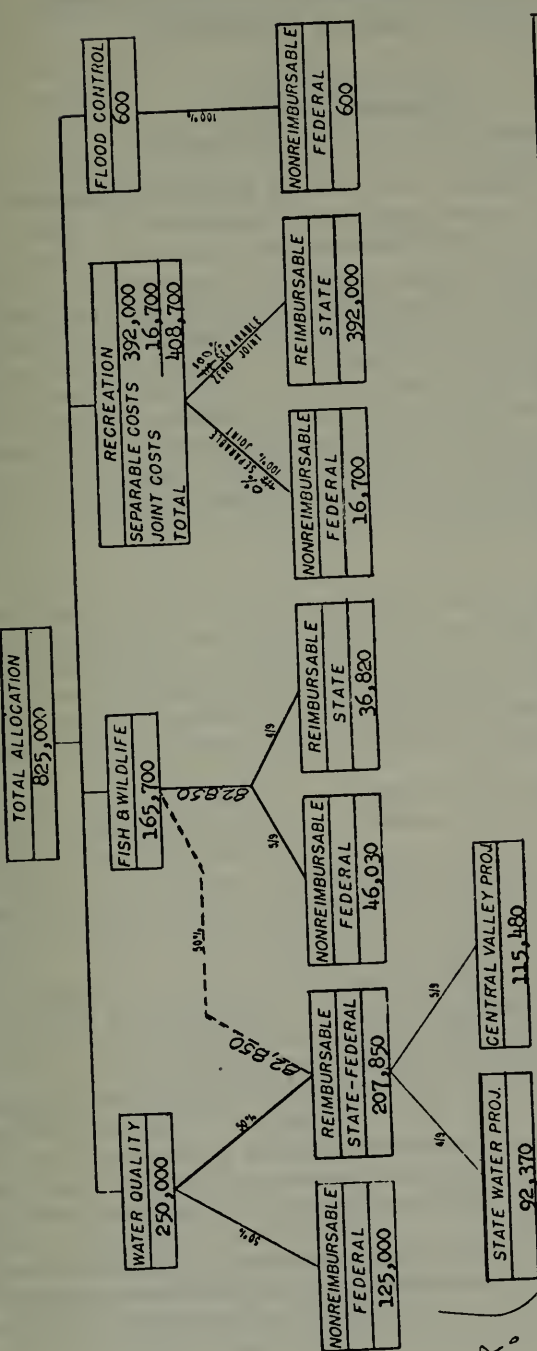 TOTAL ALLOCATION
825,000
WATER QUALITY
250,000
FISH & WILDLIFE
165,700
RECREATION
SEPARABLE COSTS 392,000
JOINT COSTS 16,700
TOTAL 408,700
FLOOD CONTROL
600
50%
50%
50%
82,850
82,850
5/9
4/9
0% SEPARABLE
100% JOINT
100% SEPARABLE
ZERO JOINT
100%
NONREIMBURSABLE
FEDERAL
125,000
REIMBURSABLE
STATE-FEDERAL
207,850
NONREIMBURSABLE
FEDERAL
46,030
REIMBURSABLE
STATE
36,820
NONREIMBURSABLE
FEDERAL
16,700
REIMBURSABLE
STATE
392,000
NONREIMBURSABLE
FEDERAL
600
4/9
5/9
STATE WATER PROJ.
92,370
CENTRAL VALLEY PROJ.
115,480